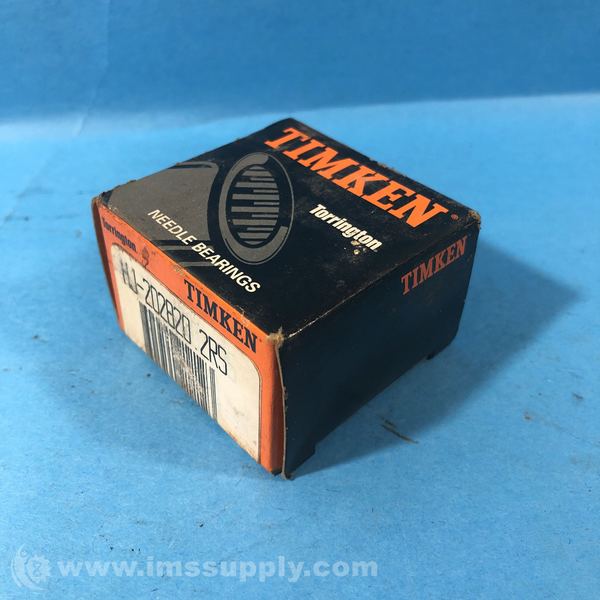 TIMKEN®
Torrington
NEEDLE BEARINGS
TIMKEN
Torrington
TIMKEN
HJ-202820 2RS
www.imssupply.com